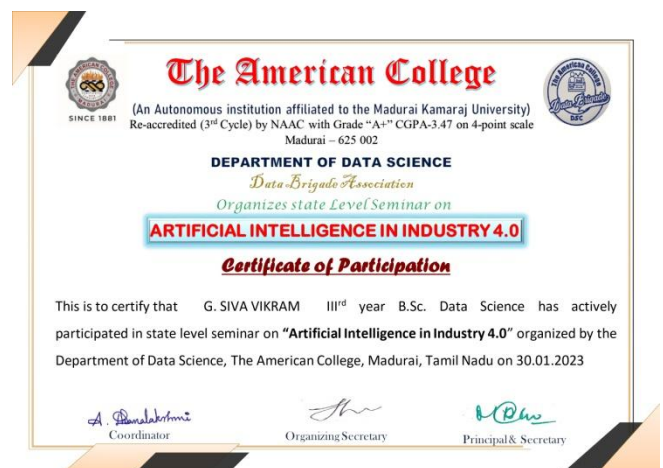 The American College
(An Autonomous institution affiliated to the Madurai Kamaraj University)
SINCE 1881
Re-accredited (3rd Cycle) by NAAC with Grade “A+” CGPA-3.47 on 4-point scale
Madurai – 625 002
DEPARTMENT OF DATA SCIENCE
Data Brigade Association
Organizes state Level Seminar on
ARTIFICIAL INTELLIGENCE IN INDUSTRY 4.0
Certificate of Participation
This is to certify that G. SIVA VIKRAM IIIrd year B.Sc. Data Science has actively
participated in state level seminar on “Artificial Intelligence in Industry 4.0” organized by the
Department of Data Science, The American College, Madurai, Tamil Nadu on 30.01.2023
Coordinator
Organizing Secretary
Principal & Secretary